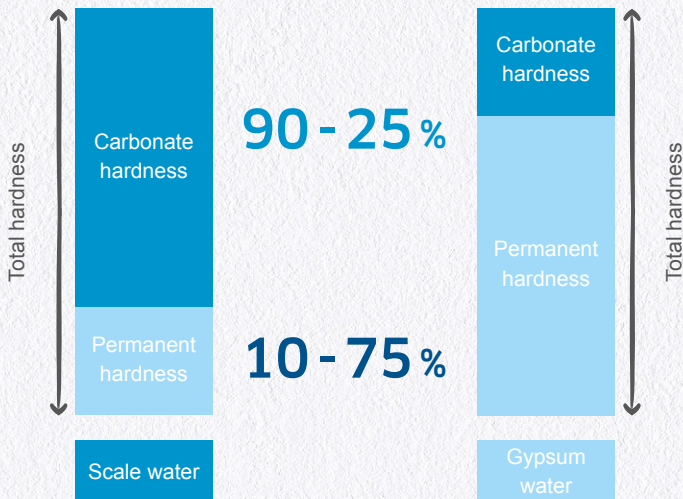 Total hardness
Carbonate
hardness
Permanent
hardness
Scale water
90 - 25 %
10 - 75 %
Carbonate
hardness
Permanent
hardness
Gypsum
water
Total hardness